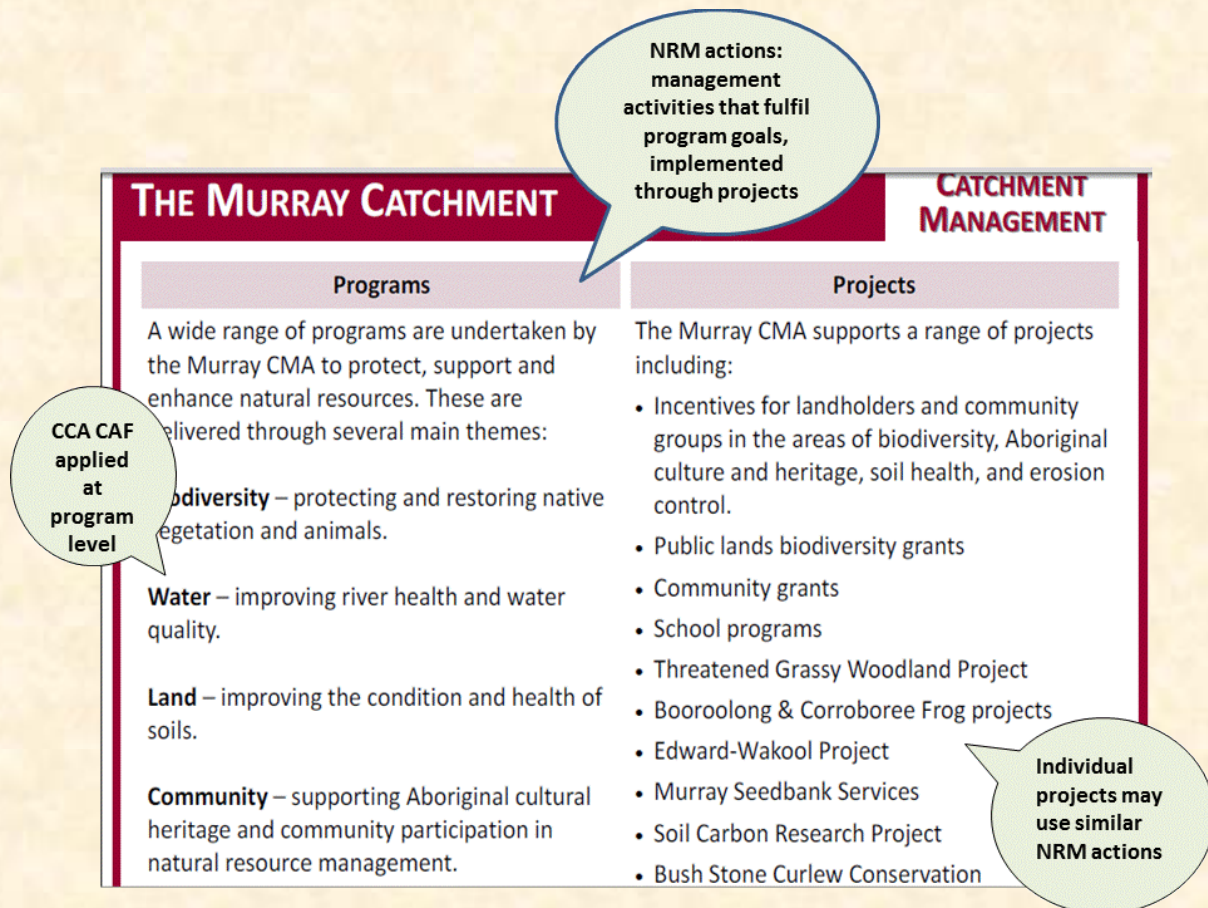 NRM actions:
management
activities that fulfil
program goals,
implemented
through projects
THE MURRAY CATCHMENT
CATCHMENT
MANAGEMENT
Programs
A wide range of programs are undertaken by
the Murray CMA to protect, support and
enhance natural resources. These are
elivered through several main themes:
odiversity – protecting and restoring native
egetation and animals.
Water – improving river health and water
quality.
Land – improving the condition and health of
soils.
Community – supporting Aboriginal cultural
heritage and community participation in
natural resource management.
CCA CAF
applied
at
program
level
Projects
The Murray CMA supports a range of projects
including:
• Incentives for landholders and community
groups in the areas of biodiversity, Aboriginal
culture and heritage, soil health, and erosion
control.
• Public lands biodiversity grants
• Community grants
• School programs
• Threatened Grassy Woodland Project
• Booroolong & Corroboree Frog projects
• Edward-Wakool Project
• Murray Seedbank Services
• Soil Carbon Research Project
• Bush Stone Curlew Conservation
Individual
projects may
use similar
NRM actions